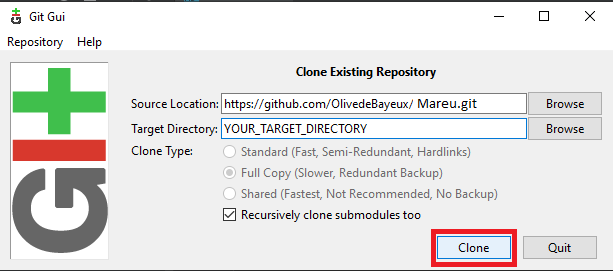 Git Gui
Repository Help
Clone Existing Repository
Source Location: https://github.com/OlivedeBayeux/ Mareu.git Browse
Target Directory: YOUR_TARGET_DIRECTORY Browse
Clone Type: Standard (Fast, Semi-Redundant, Hardlinks)
Full Copy (Slower, Redundant Backup)
Shared (Fastest, Not Recommended, No Backup)
Recursively clone submodules too
Clone Quit
Git